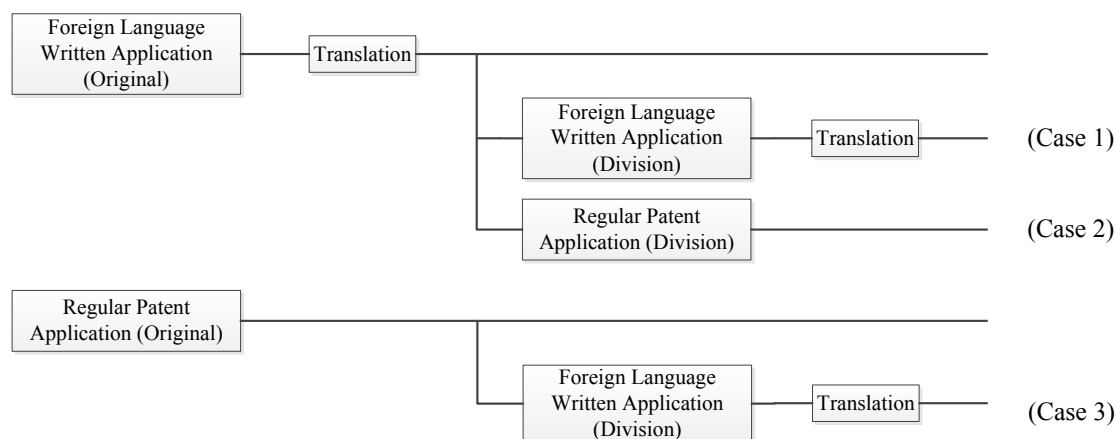 Foreign Language
Written Application
(Original)
Translation
Foreign Language
Written Application
(Division)
Translation
(Case 1)
Regular Patent
Application (Division)
(Case 2)
Regular Patent
Application (Original)
Foreign Language
Written Application
(Division)
Translation
(Case 3)